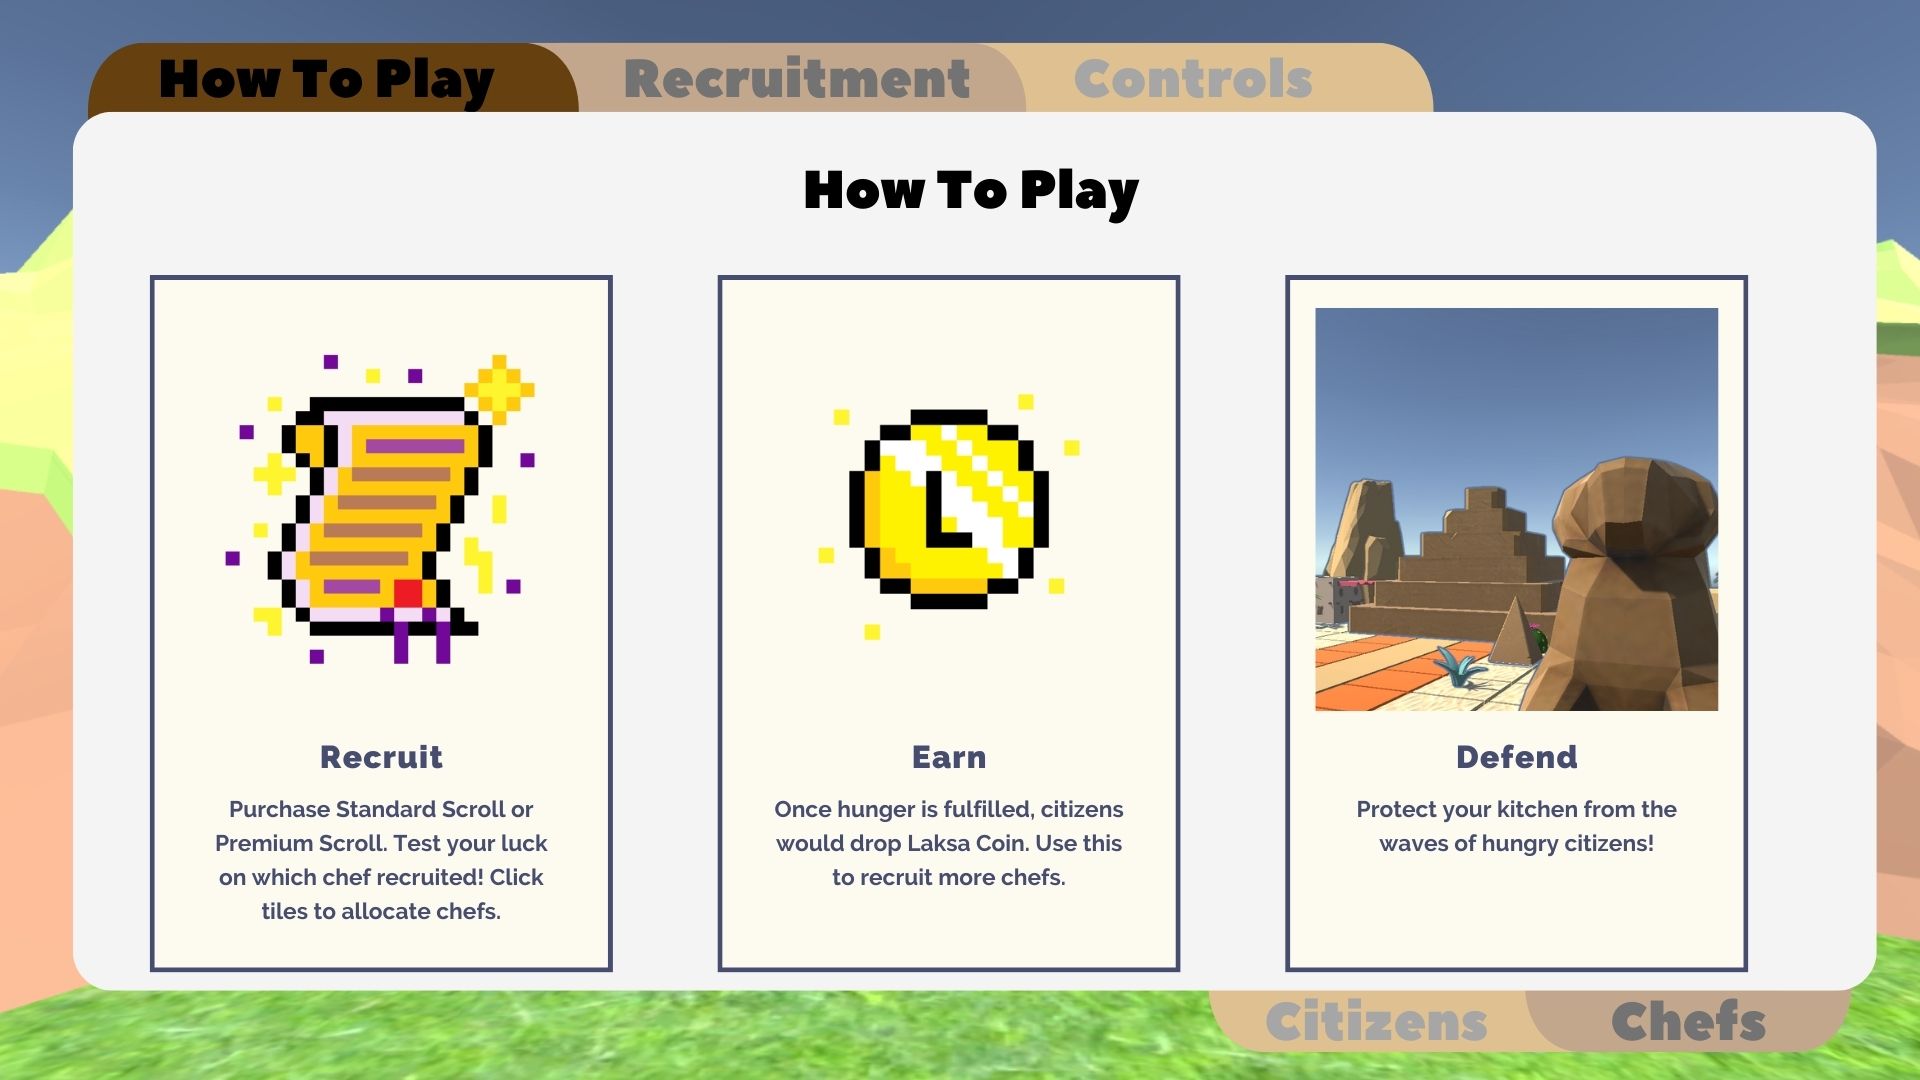 How To Play
Recruitment
Controls
How To Play
L
Recruit
Purchase Standard Scroll or
Premium Scroll. Test your luck
on which chef recruited! Click
tiles to allocate chefs.
Earn
Once hunger is fulfilled, citizens
would drop Laksa Coin. Use this
to recruit more chefs.
Defend
Protect your kitchen from the
waves of hungry citizens!
Citizens
Chefs